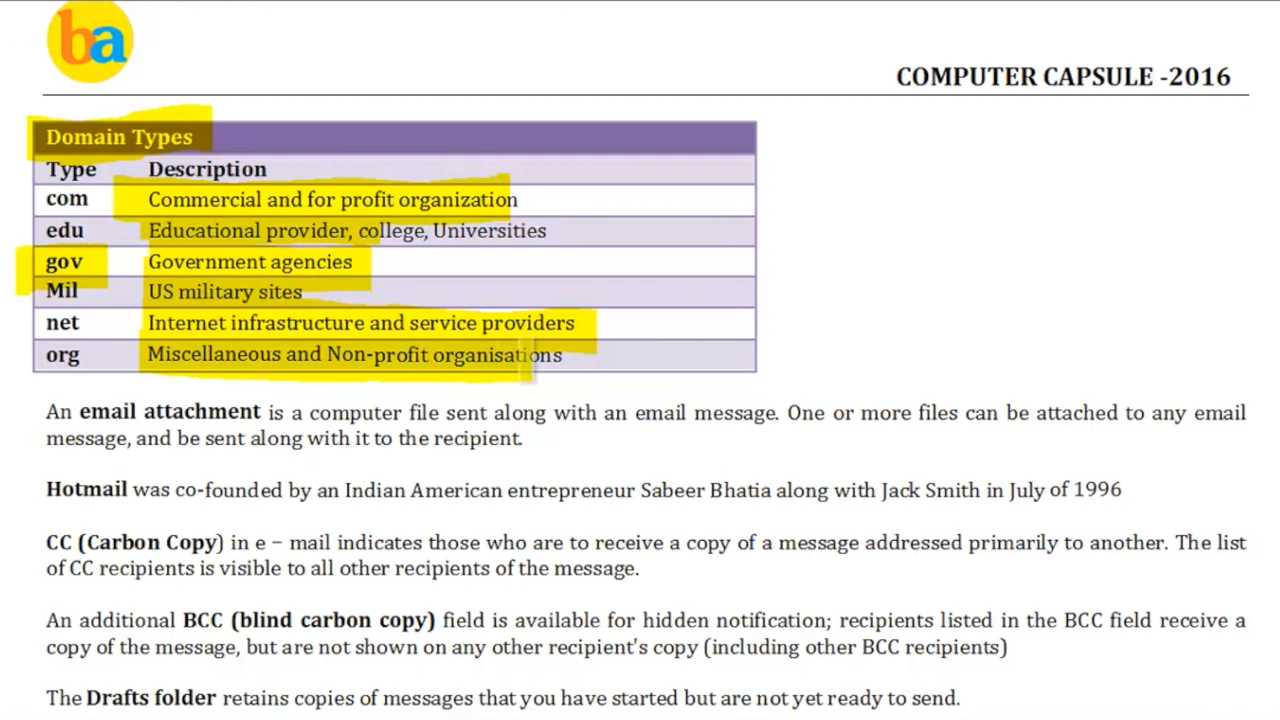 ba
COMPUTER CAPSULE -2016
Domain Types
Type Description
com Commercial and for profit organization
edu Educational provider, college, Universities
gov Government agencies
Mil US military sites
net Internet infrastructure and service providers
org Miscellaneous and Non-profit organisations
An email attachment is a computer file sent along with an email message. One or more files can be attached to any email
message, and be sent along with it to the recipient.
Hotmail was co-founded by an Indian American entrepreneur Sabeer Bhatia along with Jack Smith in July of 1996
CC (Carbon Copy) in e – mail indicates those who are to receive a copy of a message addressed primarily to another. The list
of CC recipients is visible to all other recipients of the message.
An additional BCC (blind carbon copy) field is available for hidden notification; recipients listed in the BCC field receive a
copy of the message, but are not shown on any other recipient's copy (including other BCC recipients)
The Drafts folder retains copies of messages that you have started but are not yet ready to send.